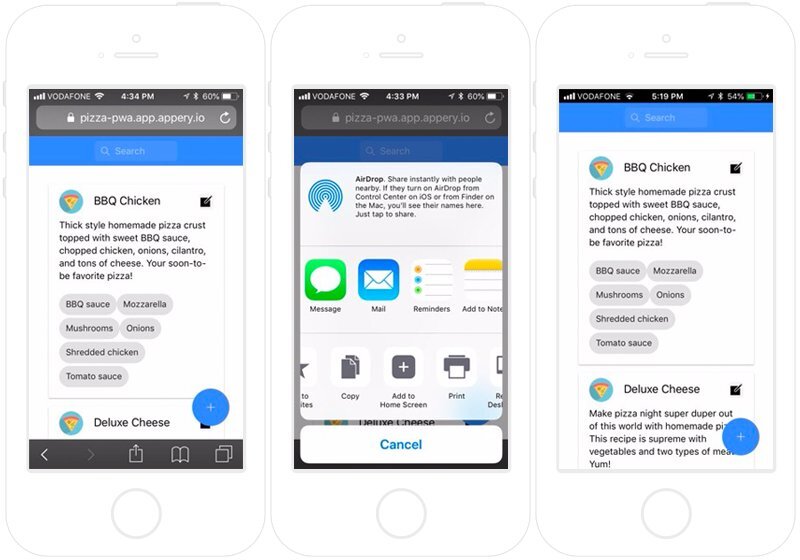 VODAFONE 4:34 PM 60%
pizza-pwa.app.appery.io
Search
BBQ Chicken
Thick style homemade pizza crust
topped with sweet BBQ sauce,
chopped chicken, onions, cilantro,
and tons of cheese. Your soon-to-
be favorite pizza!
BBQ sauce Mozzarella
Mushrooms Onions
Shredded chicken
Tomato sauce
Deluxe Cheese
VODAFONE 4:33 PM 60%
pizza-pwa.app.appery.io
AirDrop. Share instantly with people
nearby. If they turn on AirDrop from
Control Center on iOS or from Finder on
the Mac, you'll see their names here.
Just tap to share.
Message Mail Reminders Add to Note
to Copy Add to Print Re
ites Home Screen Desk
Deluxe Cheese
Cancel
VODAFONE 5:19 PM 54%
Search
BBQ Chicken
Thick style homemade pizza crust
topped with sweet BBQ sauce,
chopped chicken, onions, cilantro,
and tons of cheese. Your soon-to-
be favorite pizza!
BBQ sauce Mozzarella
Mushrooms Onions
Shredded chicken
Tomato sauce
Deluxe Cheese
Make pizza night super duper out
of this world with homemade piz
This recipe is supreme with
vegetables and two types of meat
Yum!